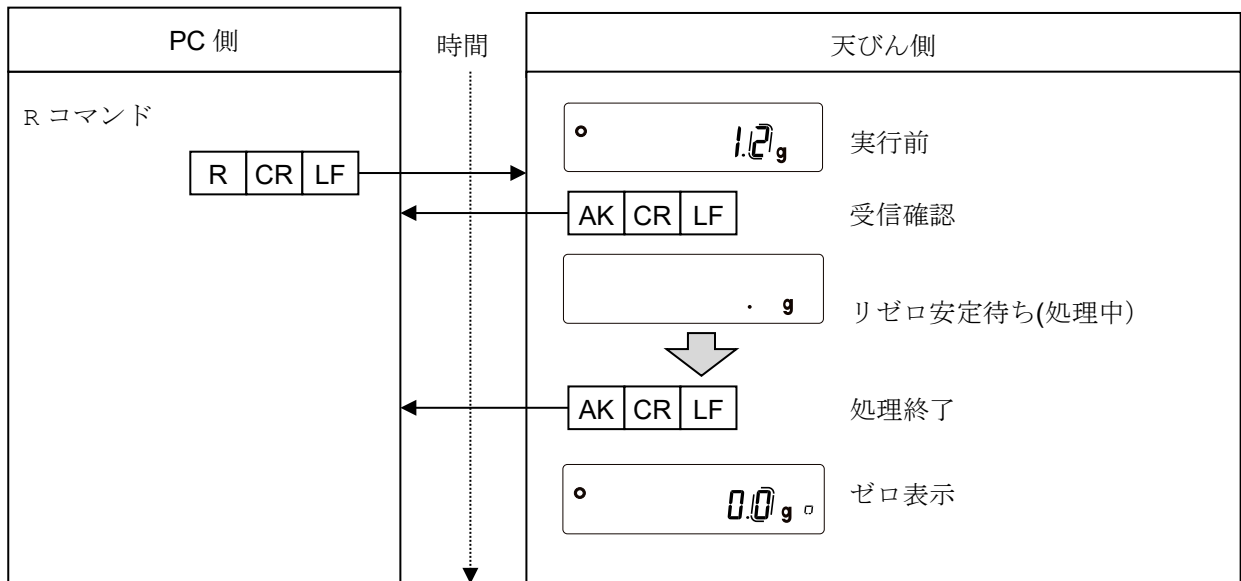 PC 側
時間
天びん側
R コマンド
1.2 g
実行前
R CR LF
AK CR LF
受信確認
. g
リゼロ安定待ち(処理中）
AK CR LF
処理終了
0.0 g
ゼロ表示